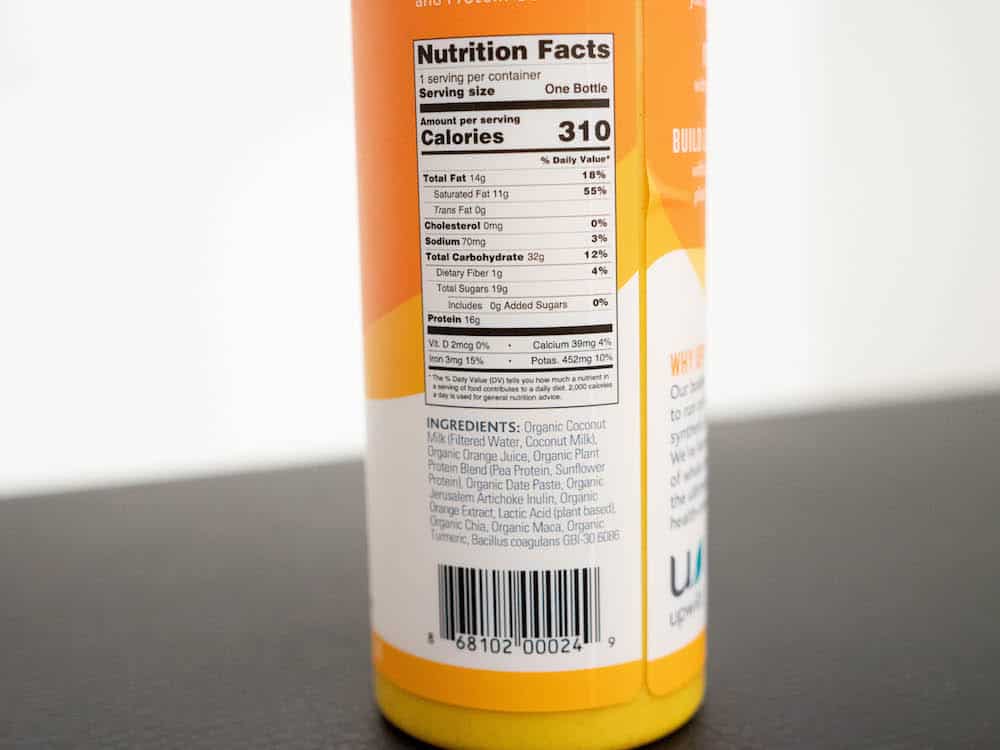 and Protein
Nutrition Facts
1 serving per container
Serving size One Bottle
Amount per serving
Calories 310
% Daily Value*
Total Fat 14g 18%
Saturated Fat 11g 55%
Trans Fat 0g
Cholesterol 0mg 0%
Sodium 70mg 3%
Total Carbohydrate 32g 12%
Dietary Fiber 1g 4%
Total Sugars 19g
Includes 0g Added Sugars 0%
Protein 16g
Vit. D 2mcg 0% • Calcium 39mg 4%
Iron 3mg 15% • Potas. 452mg 10%
* The % Daily Value (DV) tells you how much a nutrient in
a serving of food contributes to a daily diet. 2,000 calories
a day is used for general nutrition advice.
INGREDIENTS: Organic Coconut
Milk (Filtered Water, Coconut Milk),
Organic Orange Juice, Organic Plant
Protein Blend (Pea Protein, Sunflower
Protein), Organic Date Paste, Organic
Jerusalem Artichoke Inulin, Organic
Orange Extract, Lactic Acid (plant based),
Organic Chia, Organic Maca, Organic
Turmeric, Bacillus coagulans GBI-30 6086
8 68102 00024 9
BUILD
WHY
Our
to run
of
the